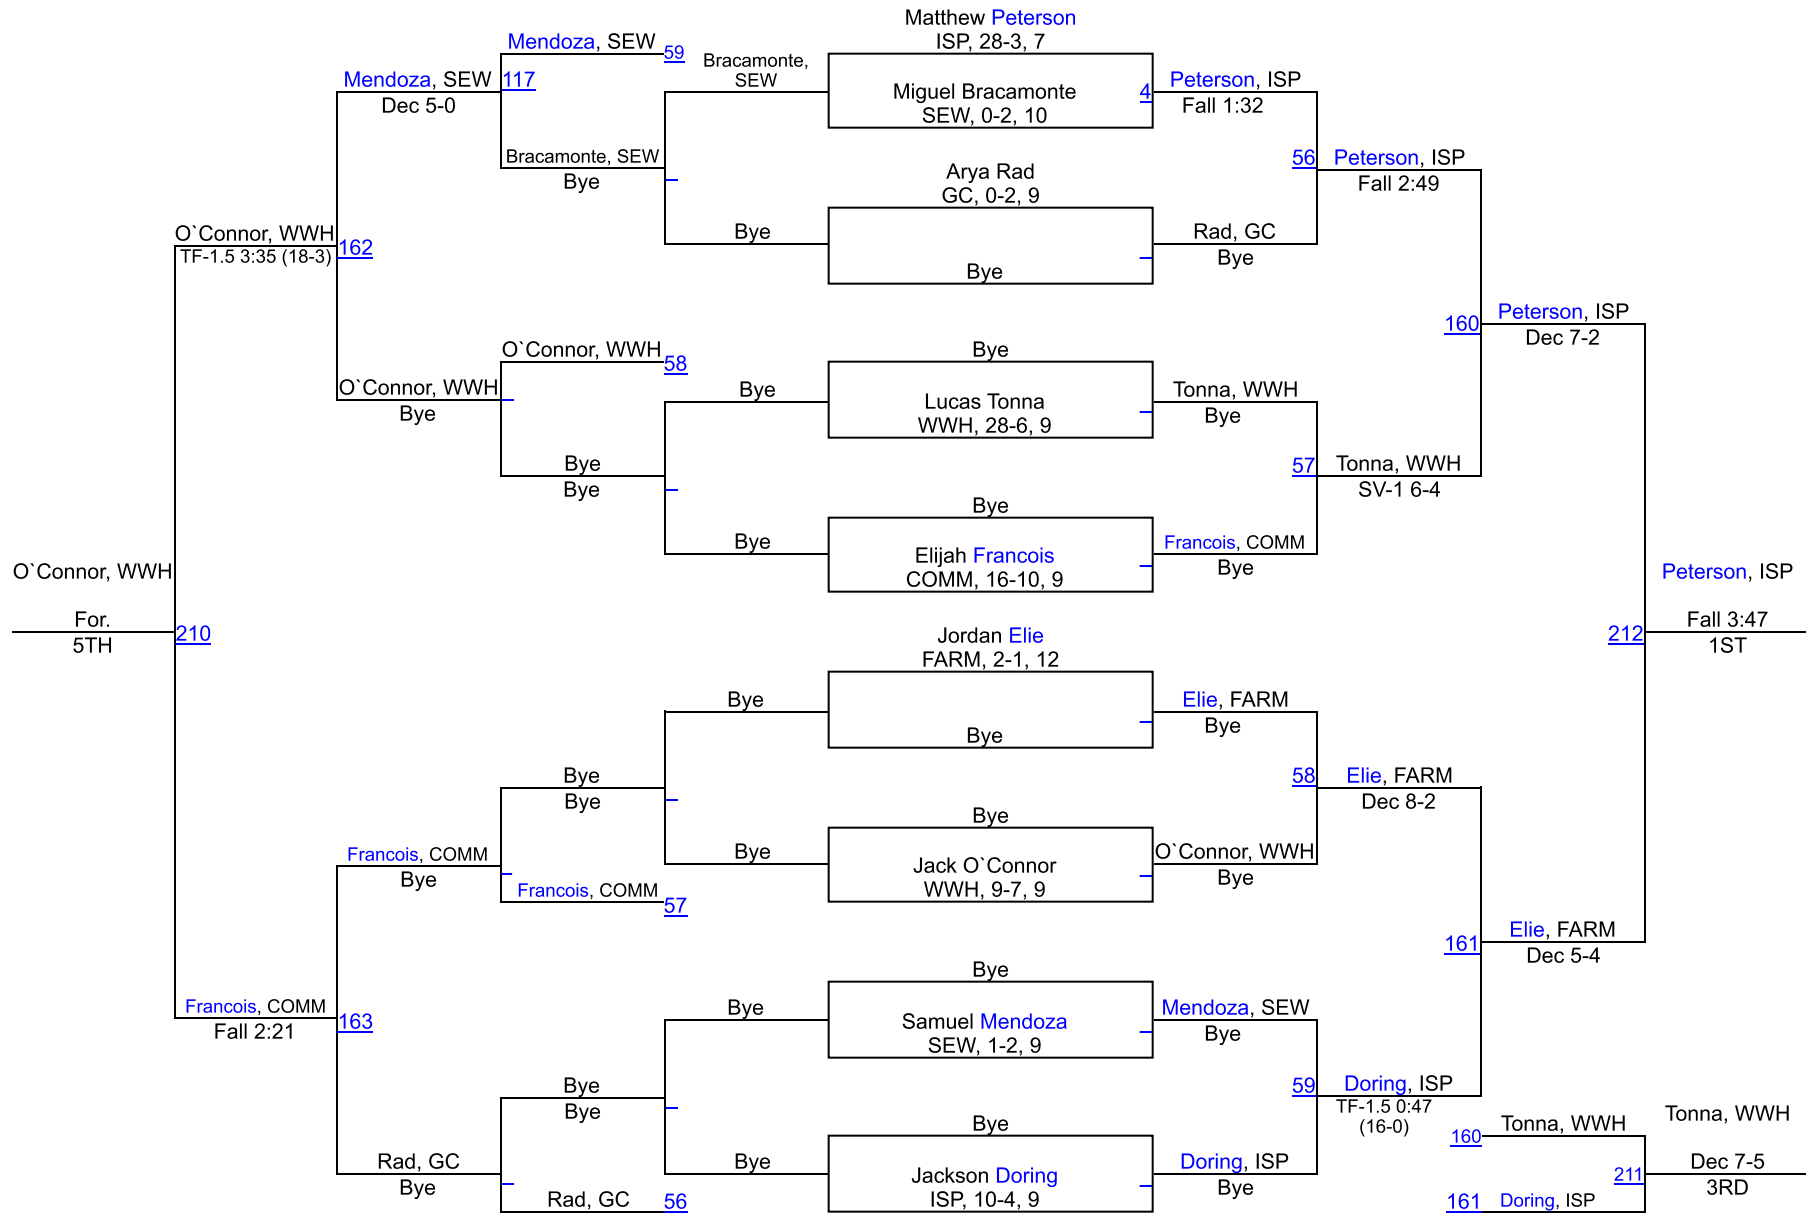 Matthew Peterson
ISP, 28-3, 7
Mendoza, SEW
59
Bracamonte,
SEW
Mendoza, SEW
117
Dec 5-0
Miguel Bracamonte
SEW, 0-2, 10
4
Peterson, ISP
Fall 1:32
Bracamonte, SEW
Bye
56
Peterson, ISP
Fall 2:49
Arya Rad
GC, 0-2, 9
O`Connor, WWH
TF-1.5 3:35 (18-3)
162
Bye
Rad, GC
Bye
Bye
160
Peterson, ISP
Dec 7-2
O`Connor, WWH
58
Bye
O`Connor, WWH
Bye
Bye
Lucas Tonna
WWH, 28-6, 9
Tonna, WWH
Bye
Bye
Bye
57
Tonna, WWH
SV-1 6-4
Bye
Bye
Elijah Francois
COMM, 16-10, 9
Francois, COMM
Bye
O`Connor, WWH
For.
5TH
210
Peterson, ISP
212
Fall 3:47
1ST
Jordan Elie
FARM, 2-1, 12
Bye
Bye
Elie, FARM
Bye
Bye
Bye
58
Elie, FARM
Dec 8-2
Bye
Francois, COMM
Bye
Francois, COMM
57
Bye
Jack O`Connor
WWH, 9-7, 9
O`Connor, WWH
Bye
161
Elie, FARM
Dec 5-4
Bye
Francois, COMM
Fall 2:21
163
Bye
Samuel Mendoza
SEW, 1-2, 9
Mendoza, SEW
Bye
Bye
Bye
59
Doring, ISP
TF-1.5 0:47
(16-0)
Bye
Rad, GC
Bye
Rad, GC
56
Bye
Jackson Doring
ISP, 10-4, 9
Doring, ISP
Bye
160
Tonna, WWH
Tonna, WWH
211
Dec 7-5
3RD
161
Doring, ISP